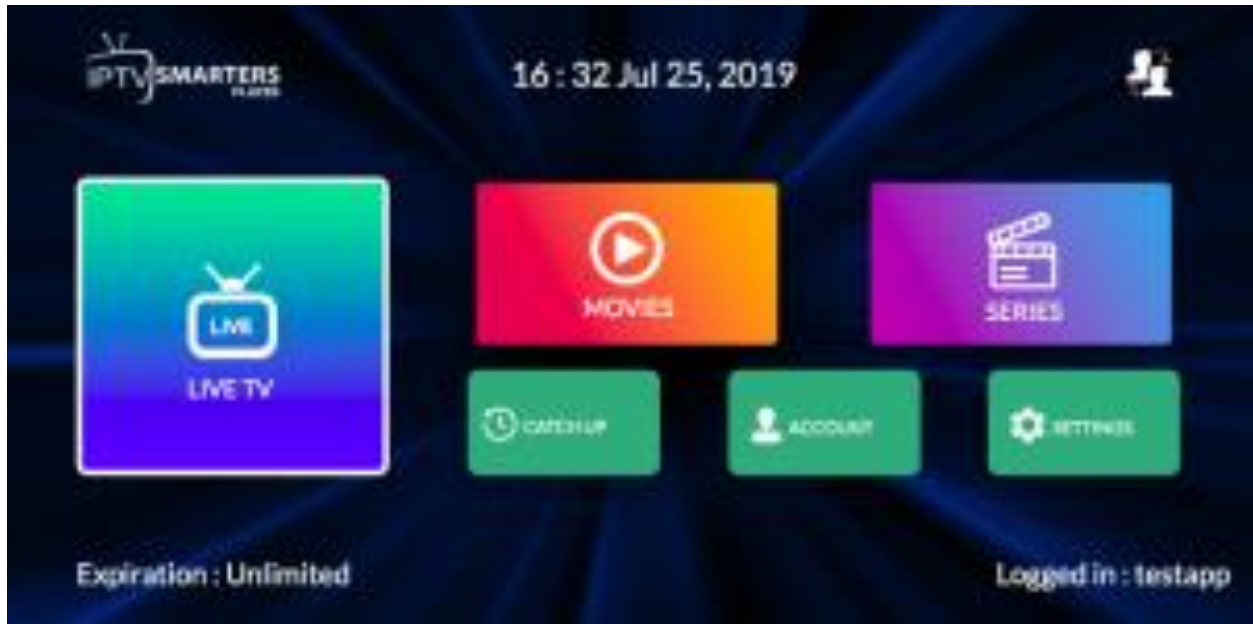 IPTV SMARTERS
PLAYER
16 : 32 Jul 25, 2019
LIVE
LIVE TV
MOVIES
SERIES
CATCH UP
ACCOUNT
SETTINGS
Expiration : Unlimited
Logged in : testapp